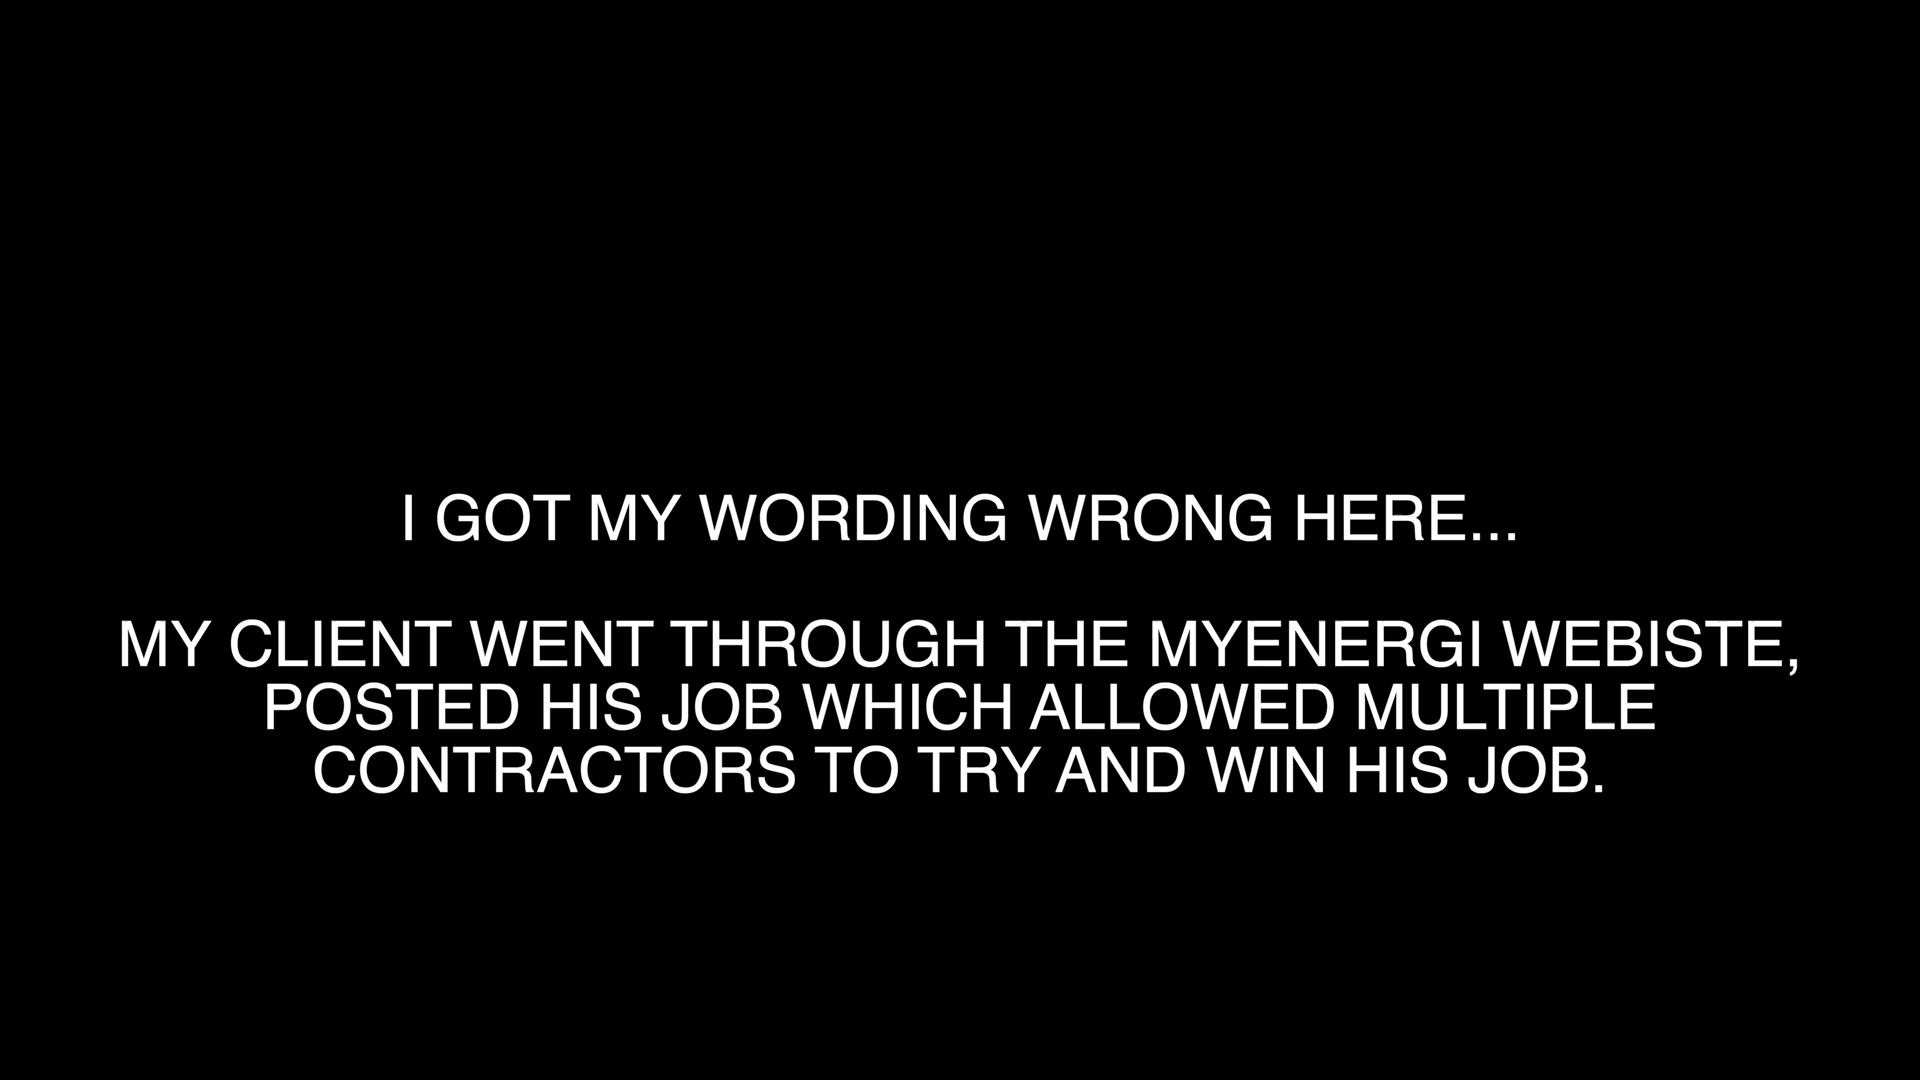 I GOT MY WORDING WRONG HERE...
MY CLIENT WENT THROUGH THE MYENERGI WEBISTE,
POSTED HIS JOB WHICH ALLOWED MULTIPLE
CONTRACTORS TO TRY AND WIN HIS JOB.